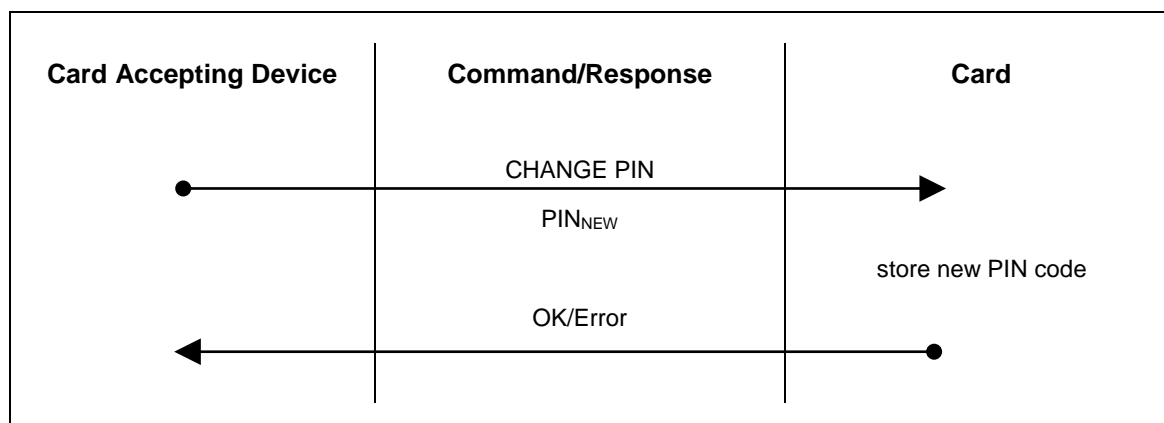 Card Accepting Device Command/Response Card
CHANGE PIN
PINNEW
store new PIN code
OK/Error